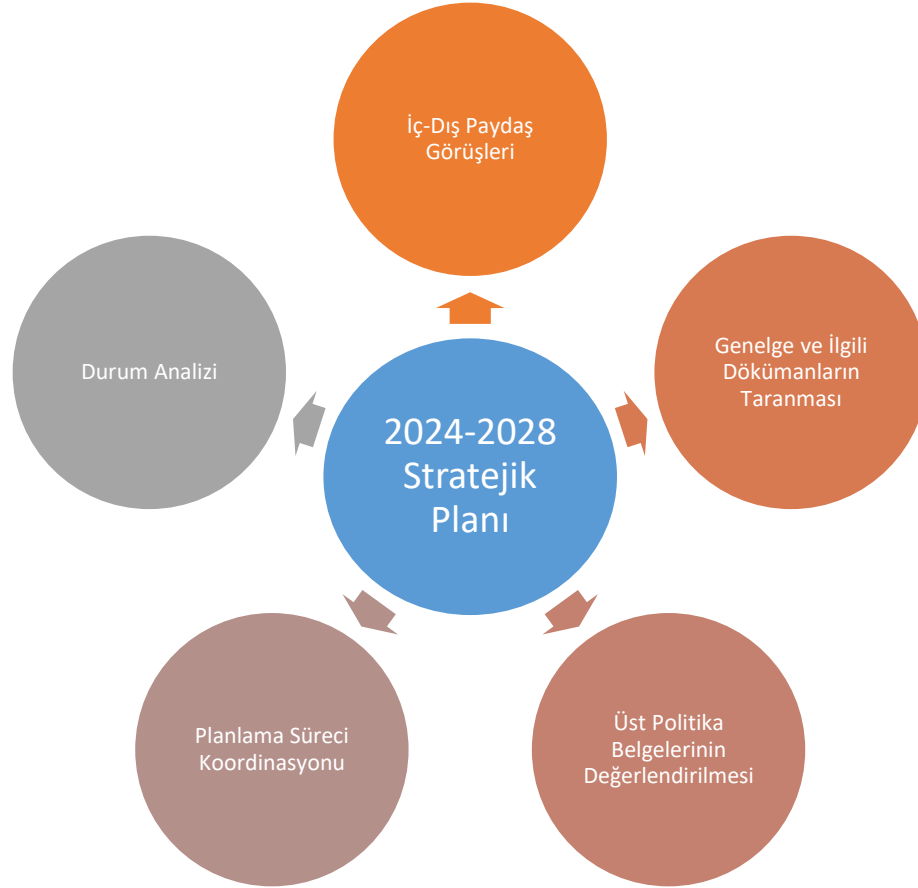 İç-Dış Paydaş
Görüşleri
Genelge ve İlgili
Dökümanların
Taranması
Durum Analizi
2024-2028
Stratejik
Planı
Üst Politika
Belgelerinin
Değerlendirilmesi
Planlama Süreci
Koordinasyonu